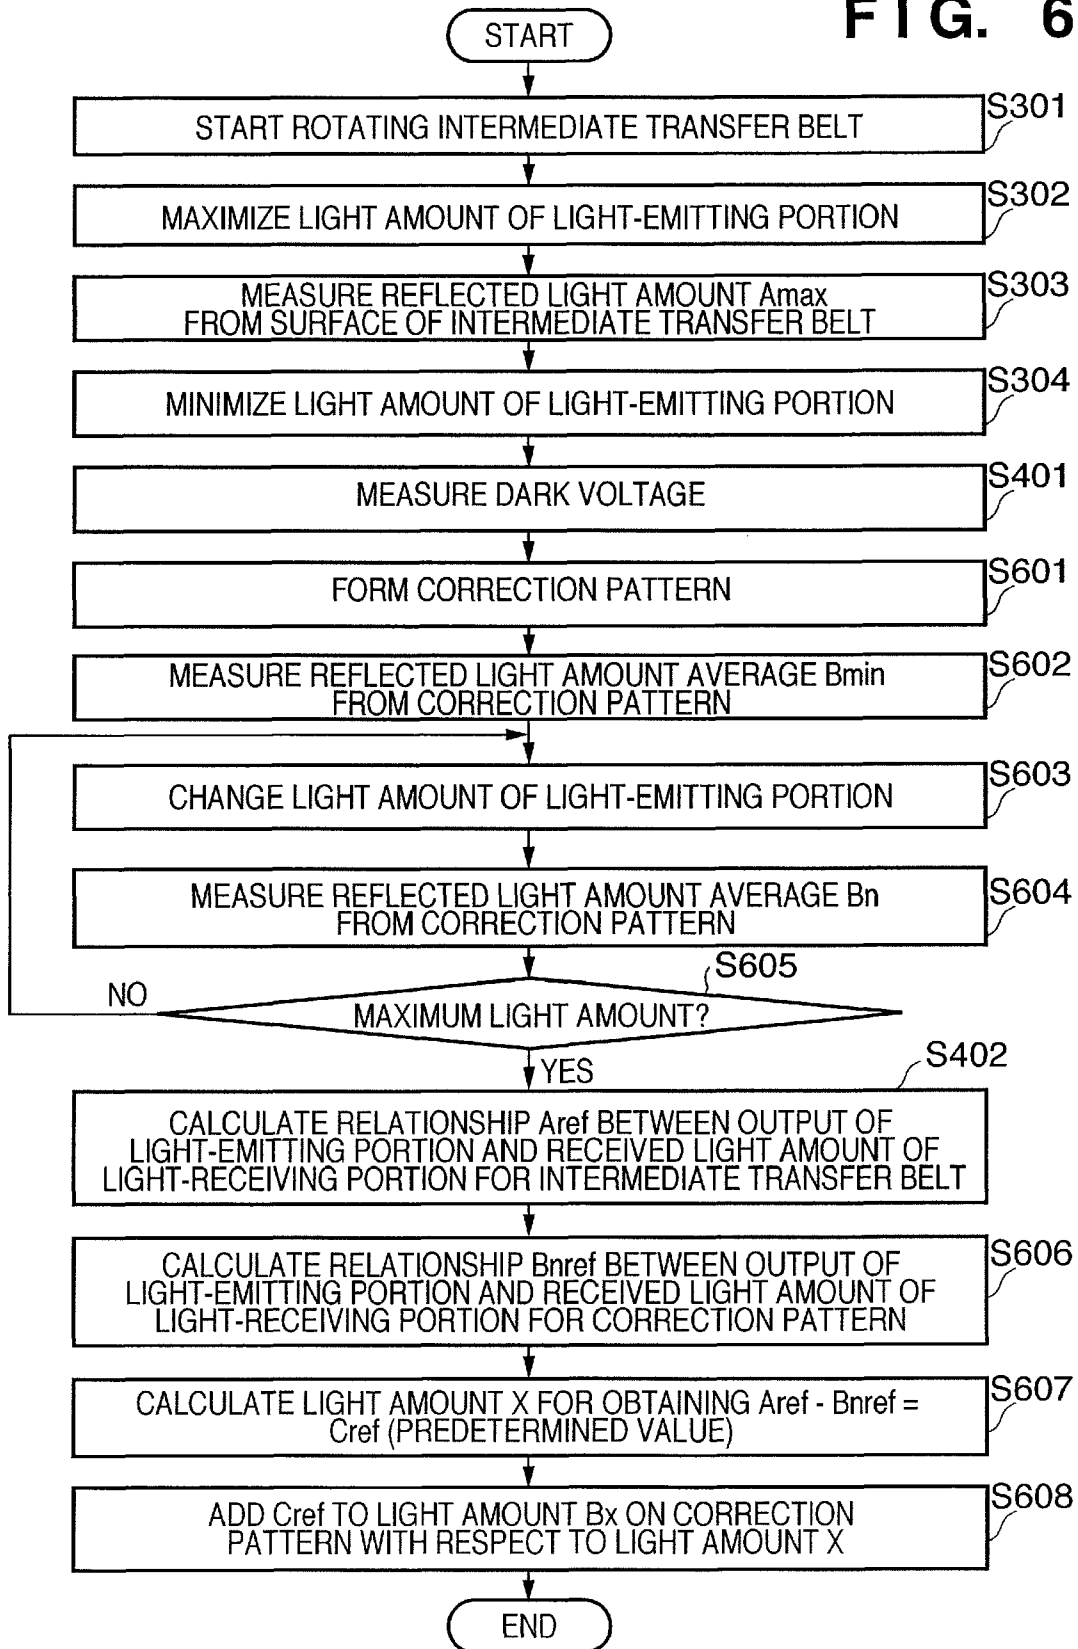 FIG. 6
START
START ROTATING INTERMEDIATE TRANSFER BELT
S301
MAXIMIZE LIGHT AMOUNT OF LIGHT-EMITTING PORTION
S302
MEASURE REFLECTED LIGHT AMOUNT Amax
FROM SURFACE OF INTERMEDIATE TRANSFER BELT
S303
MINIMIZE LIGHT AMOUNT OF LIGHT-EMITTING PORTION
S304
MEASURE DARK VOLTAGE
S401
FORM CORRECTION PATTERN
S601
MEASURE REFLECTED LIGHT AMOUNT AVERAGE Bmin
FROM CORRECTION PATTERN
S602
CHANGE LIGHT AMOUNT OF LIGHT-EMITTING PORTION
S603
MEASURE REFLECTED LIGHT AMOUNT AVERAGE Bn
FROM CORRECTION PATTERN
S604
S605
NO
MAXIMUM LIGHT AMOUNT?
YES
S402
CALCULATE RELATIONSHIP Aref BETWEEN OUTPUT OF
LIGHT-EMITTING PORTION AND RECEIVED LIGHT AMOUNT OF
LIGHT-RECEIVING PORTION FOR INTERMEDIATE TRANSFER BELT
CALCULATE RELATIONSHIP Bnref BETWEEN OUTPUT OF
LIGHT-EMITTING PORTION AND RECEIVED LIGHT AMOUNT OF
LIGHT-RECEIVING PORTION FOR CORRECTION PATTERN
S606
CALCULATE LIGHT AMOUNT X FOR OBTAINING Aref - Bnref =
Cref (PREDETERMINED VALUE)
S607
ADD Cref TO LIGHT AMOUNT Bx ON CORRECTION
PATTERN WITH RESPECT TO LIGHT AMOUNT X
S608
END